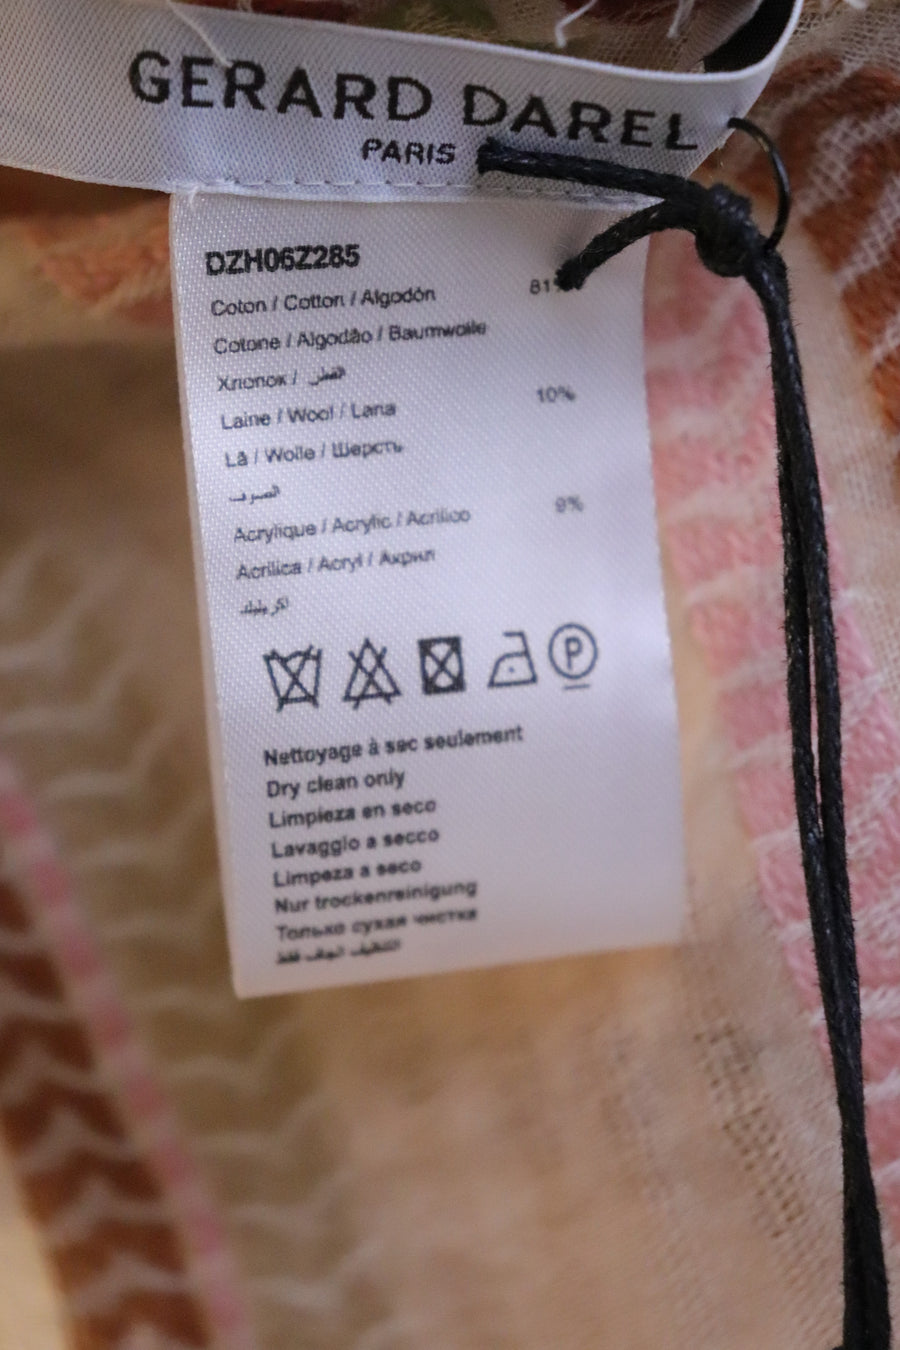 GERARD DAREL
PARIS
DZH06Z285
Coton / Cotton / Algodón 81%
Cotone / Algodão / Baumwolle
Хлопок / القطن
Laine / Wool / Lana 10%
Lã / Wolle / Шерсть
الصوف
Acrylique / Acrylic / Acrilico 9%
Acrilica / Acryl / Акрил
اكريليك
P
Nettoyage à sec seulement
Dry clean only
Limpieza en seco
Lavaggio a secco
Limpeza a seco
Nur trockenreinigung
Только сухая чистка
التنظيف الجاف فقط